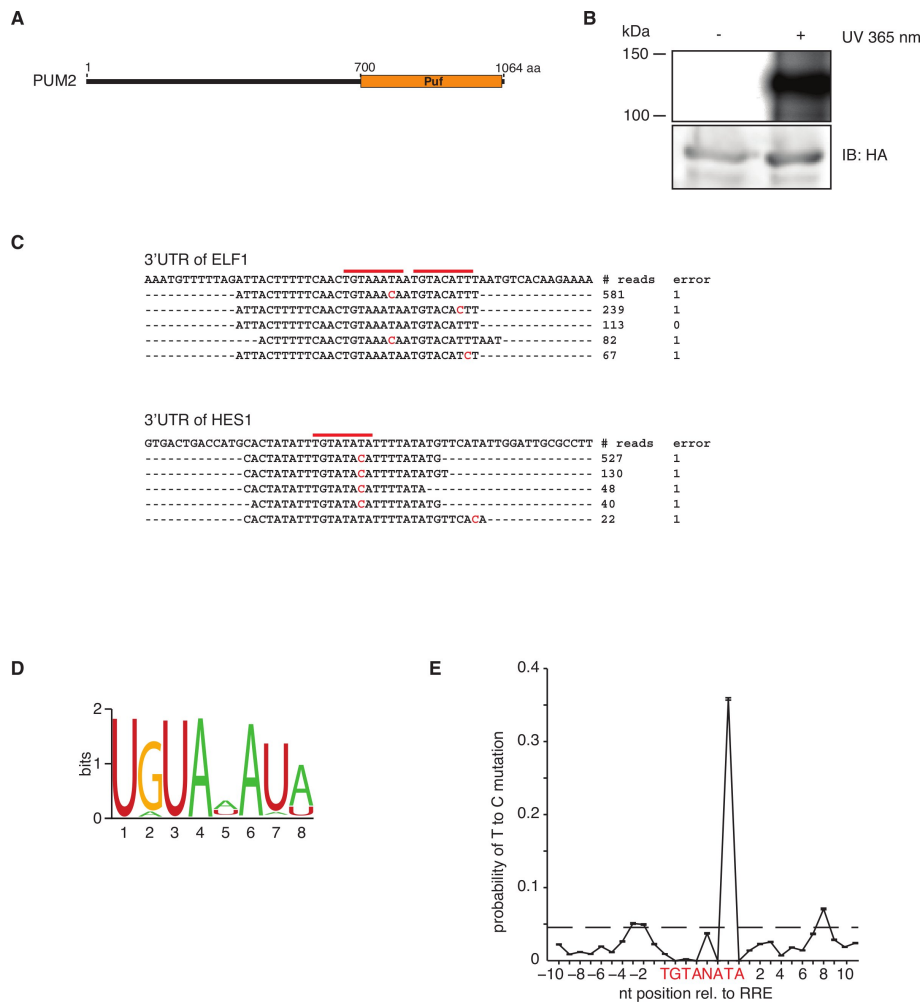 A
PUM2
1 700 1064 aa
Puf
B
kDa - + UV 365 nm
150
100
IB: HA
C
3'UTR of ELF1
AAATGTTTTTAGATTACTTTTTCAACTGTAAATAATGTACATTTAATGTCACAAGAAAA # reads error
------------ATTACTTTTTCAACTGTAAACAATGTACATTT--------------- 581 1
------------ATTACTTTTTCAACTGTAAATAATGTACACTT--------------- 239 1
------------ATTACTTTTTCAACTGTAAATAATGTACATTT--------------- 113 0
---------------ACTTTTTCAACTGTAAACAATGTACATTTAAT------------ 82 1
------------ATTACTTTTTCAACTGTAAATAATGTACATCT--------------- 67 1
3'UTR of HES1
GTGACTGACCATGCACTATATTTGTATATATTTTATATGTTCATATTGGATTGCGCCTT # reads error
-------------CACTATATTTGTATACATTTTATATG-------------------- 527 1
-------------CACTATATTTGTATACATTTTATATGT------------------- 130 1
-------------CACTATATTTGTATACATTTTATA---------------------- 48 1
--------------ACTATATTTGTATACATTTTATATG-------------------- 40 1
-------------CACTATATTTGTATATATTTTATATGTTCACA-------------- 22 1
D
bits
2
1
0
UGUAAAUA
1 2 3 4 5 6 7 8
E
probability of T to C mutation
0.4
0.3
0.2
0.1
0
−10 −8 −6 −4 −2 TGTANATA 2 4 6 8 10
nt position rel. to RRE